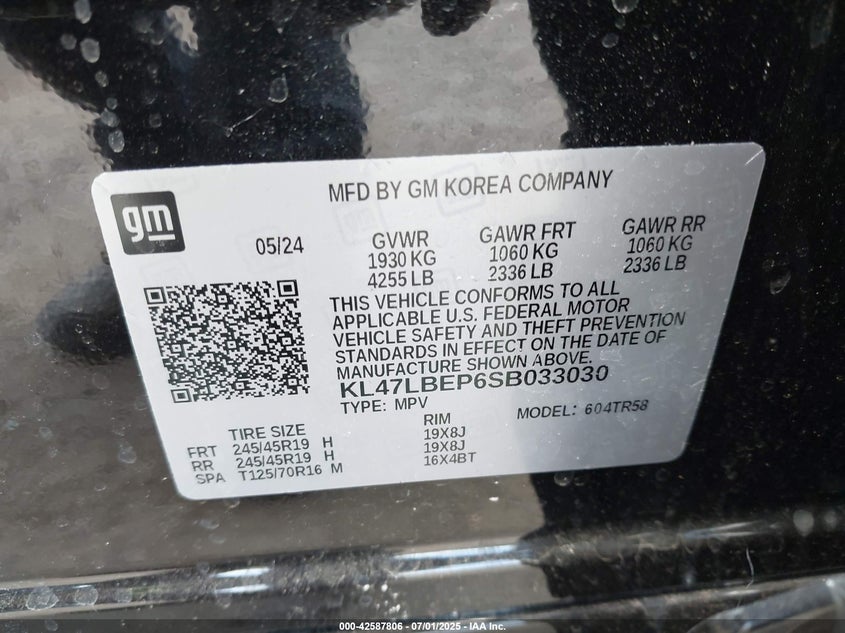 MFD BY GM KOREA COMPANY
gm
05/24
GVWR
1930 KG
4255 LB
GAWR FRT
1060 KG
2336 LB
GAWR RR
1060 KG
2336 LB
THIS VEHICLE CONFORMS TO ALL
APPLICABLE U.S. FEDERAL MOTOR
VEHICLE SAFETY AND THEFT PREVENTION
STANDARDS IN EFFECT ON THE DATE OF
MANUFACTURE SHOWN ABOVE.
KL47LBEP6SB033030
TYPE: MPV
MODEL: 604TR58
TIRE SIZE
RIM
FRT 245/45R19 H 19X8J
RR 245/45R19 H 19X8J
SPA T125/70R16 M 16X4BT
000-42587806 - 07/01/2025 - IAA Inc.